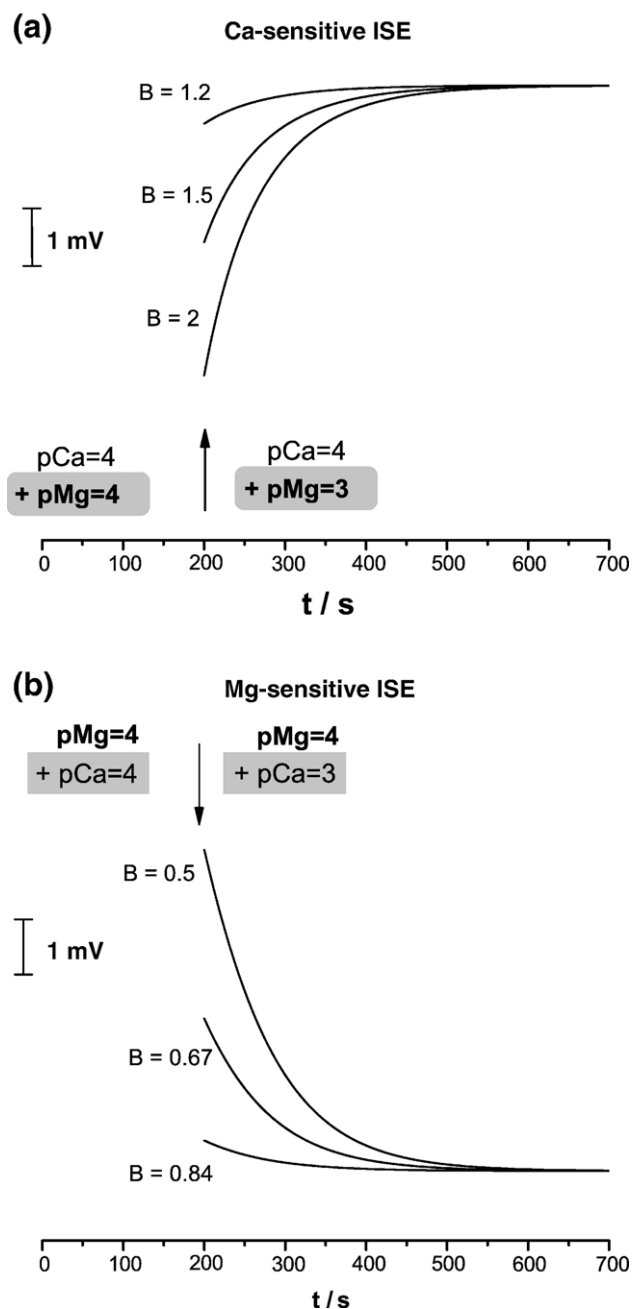 (a)
Ca-sensitive ISE
B = 1.2
B = 1.5
1 mV
B = 2
pCa=4
+ pMg=4
pCa=4
+ pMg=3
0 100 200 300 400 500 600 700
t / s
(b)
Mg-sensitive ISE
pMg=4
+ pCa=4
pMg=4
+ pCa=3
B = 0.5
1 mV
B = 0.67
B = 0.84
0 100 200 300 400 500 600 700
t / s